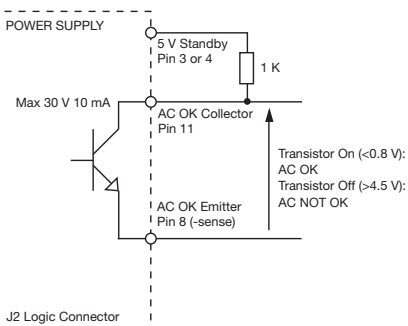 POWER SUPPLY
5 V Standby
Pin 3 or 4
1 K
Max 30 V 10 mA
AC OK Collector
Pin 11
Transistor On (<0.8 V):
AC OK
Transistor Off (>4.5 V):
AC NOT OK
AC OK Emitter
Pin 8 (-sense)
J2 Logic Connector